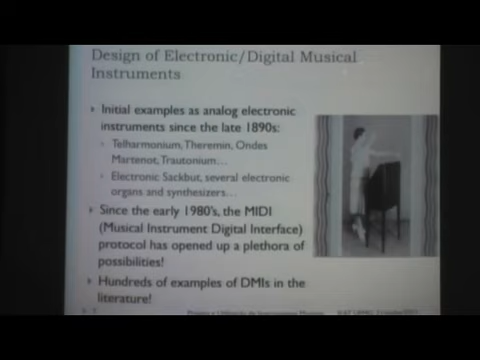 Design of Electronic/Digital Musical
Instruments
Initial examples as analog electronic
instruments since the late 1890s:
Telharmonium, Theremin, Ondes
Martenot, Trautonium...
Electronic Sackbut, several electronic
organs and synthesizers...
Since the early 1980's, the MIDI
(Musical Instrument Digital Interface)
protocol has opened up a plethora of
possibilities!
Hundreds of examples of DMIs in the
literature!